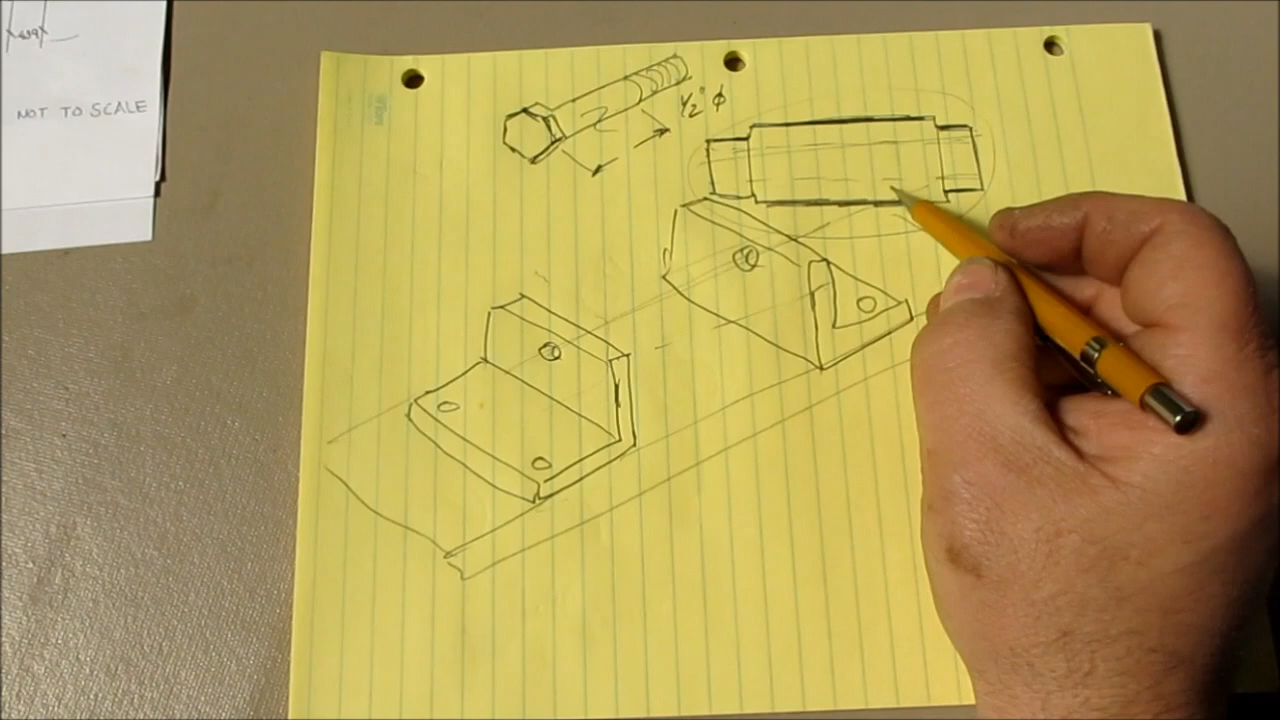 NOT TO SCALE
1/2" ϕ